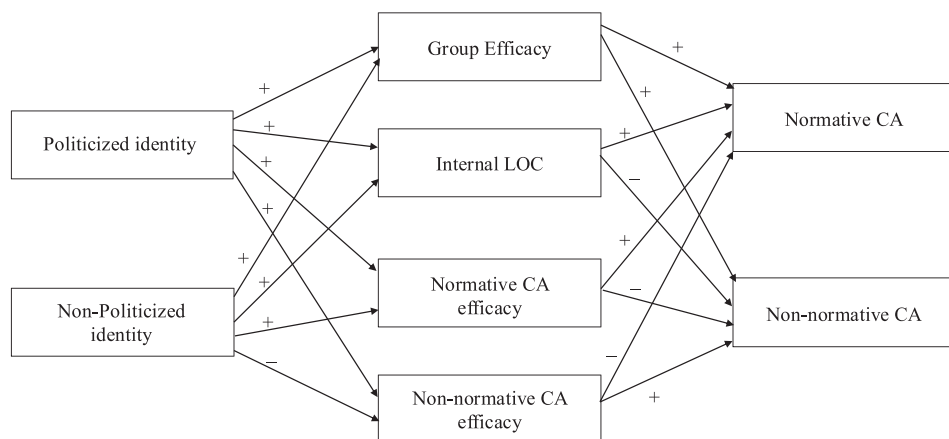 Group Efficacy
+
+
+
Politicized identity
+
Normative CA
+
+
Internal LOC
+
−
+
+
+
+
Normative CA
efficacy
−
Non-Politicized
identity
+
Non-normative CA
−
−
Non-normative CA
efficacy
+